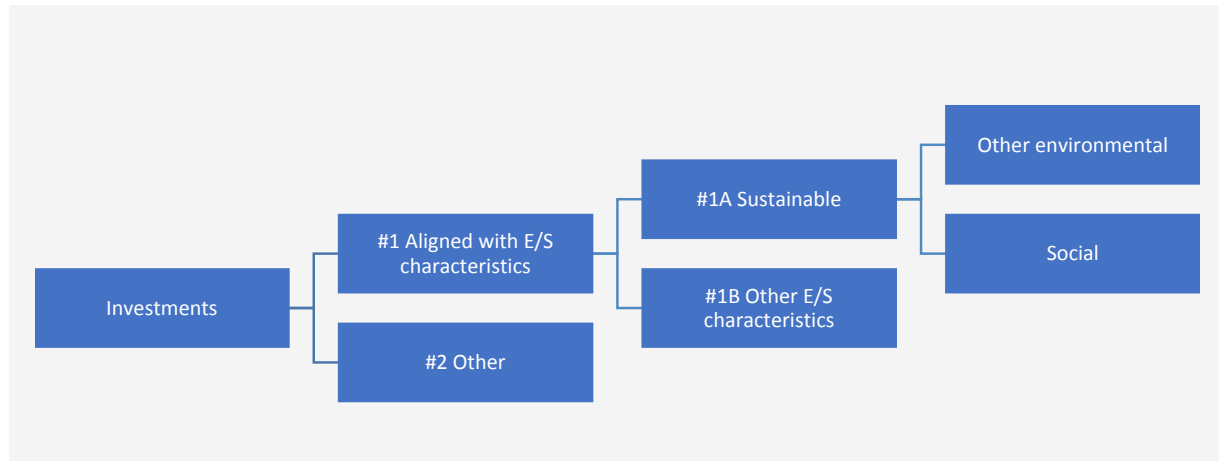 Investments
#1 Aligned with E/S
characteristics
#2 Other
#1A Sustainable
#1B Other E/S
characteristics
Other environmental
Social